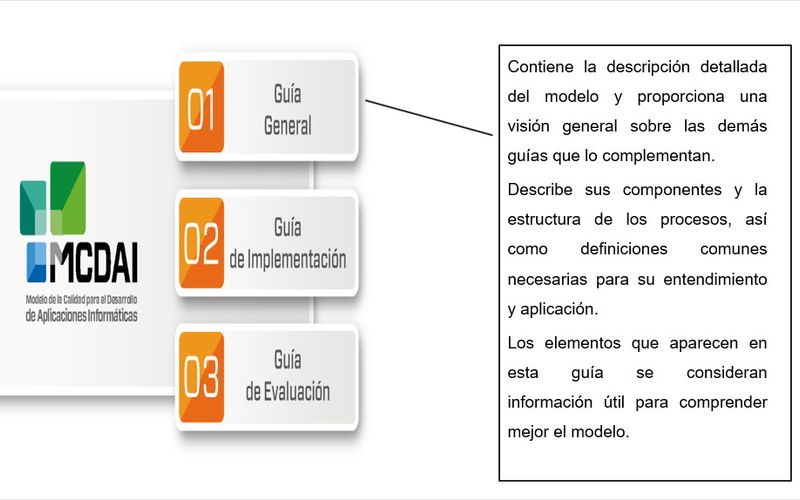 01
Guía
General
02
Guía
de Implementación
03
Guía
de Evaluación
MCDAI
Modelo de la Calidad para el Desarrollo
de Aplicaciones Informáticas
Contiene la descripción detallada
del modelo y proporciona una
visión general sobre las demás
guías que lo complementan.
Describe sus componentes y la
estructura de los procesos, así
como definiciones comunes
necesarias para su entendimiento
y aplicación.
Los elementos que aparecen en
esta guía se consideran
información útil para comprender
mejor el modelo.